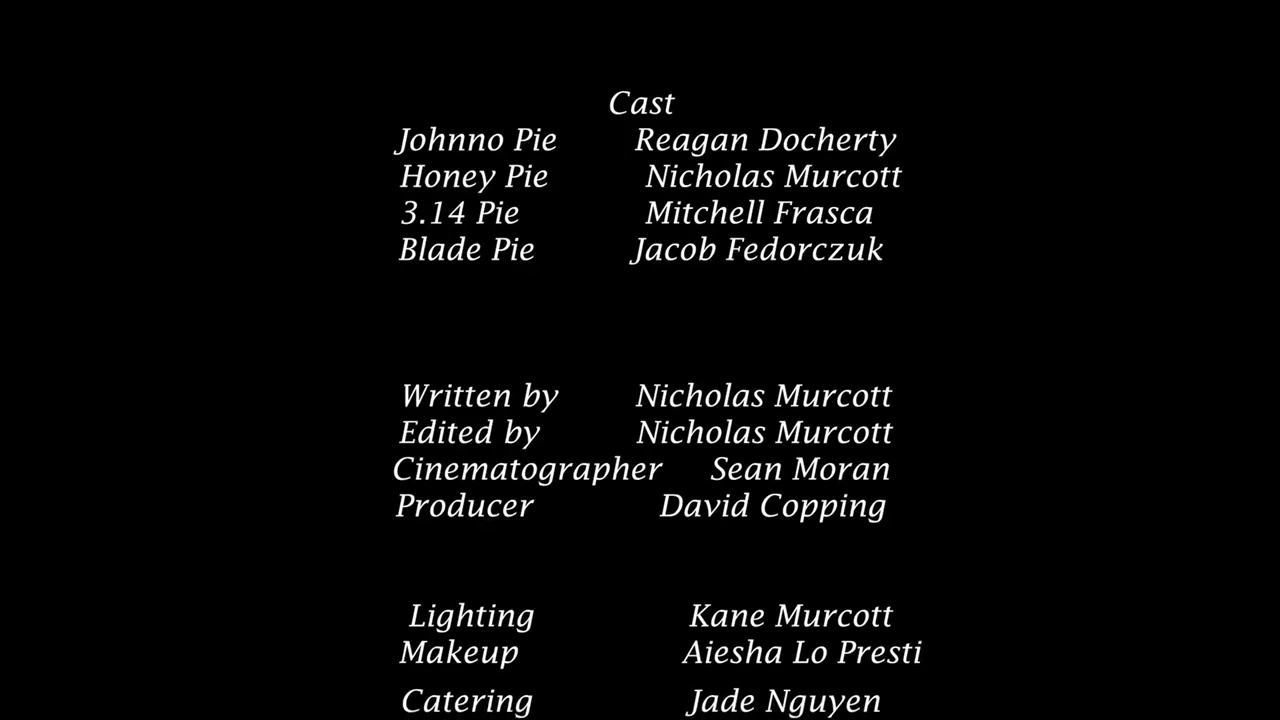 Cast
Johnno Pie Reagan Docherty
Honey Pie Nicholas Murcott
3.14 Pie Mitchell Frasca
Blade Pie Jacob Fedorczuk
Written by Nicholas Murcott
Edited by Nicholas Murcott
Cinematographer Sean Moran
Producer David Copping
Lighting Kane Murcott
Makeup Aiesha Lo Presti
Catering Jade Nguyen